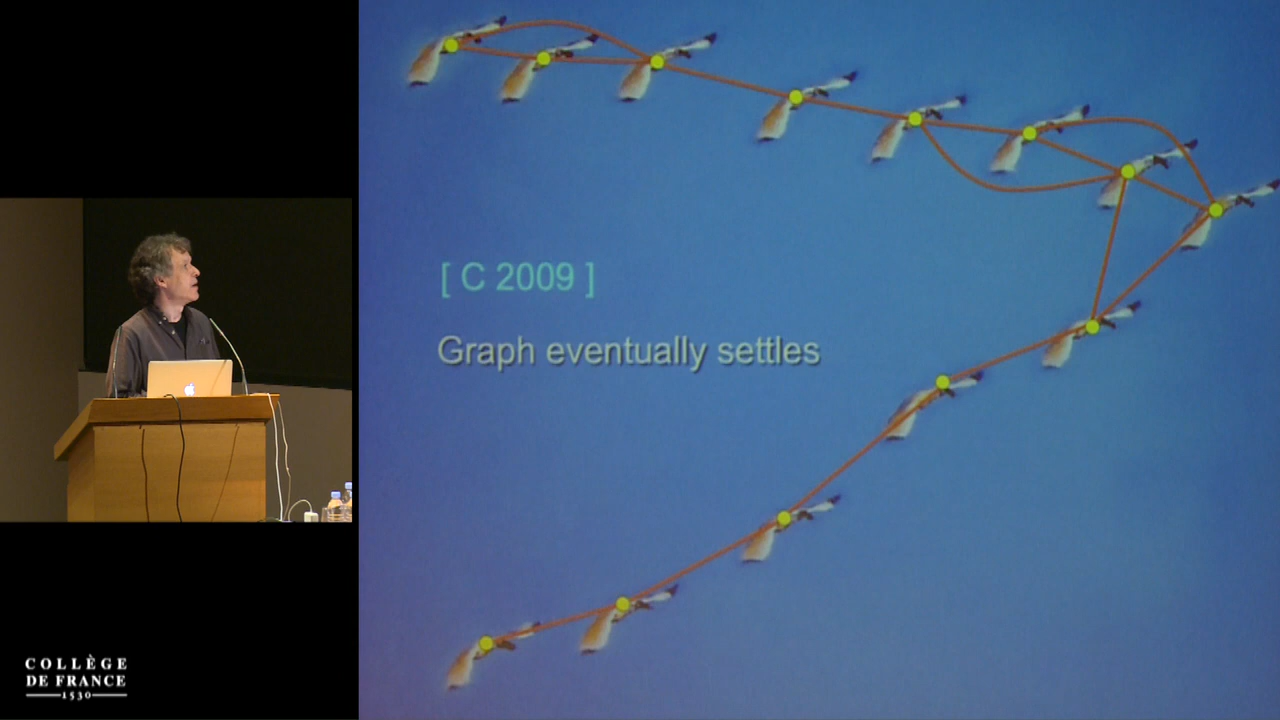 [ C 2009 ]
Graph eventually settles
COLLÈGE
DE FRANCE
1530